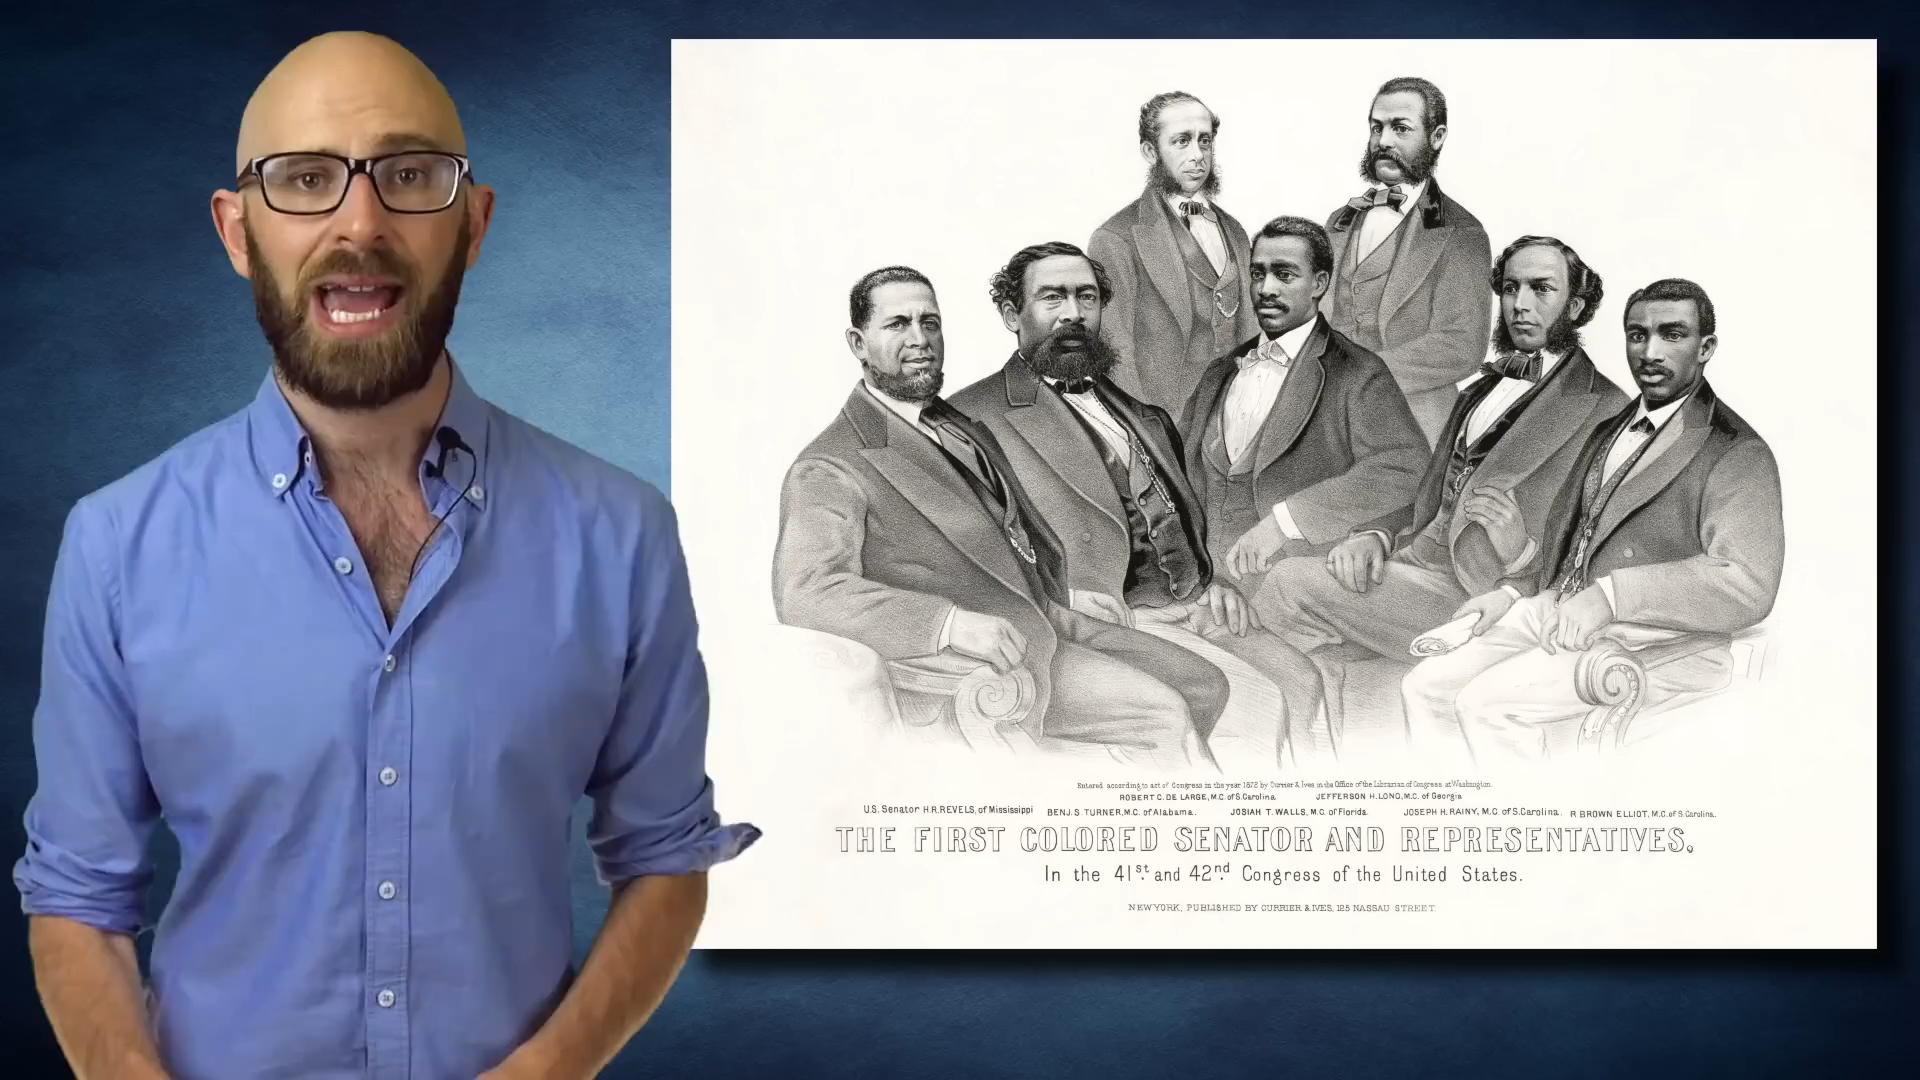 Entered according to act of Congress in the year 1872 by Currier & Ives in the Office of the Librarian of Congress at Washington.
ROBERT C. DE LARGE, M.C. of S. Carolina. JEFFERSON H. LONG, M.C. of Georgia
U.S. Senator H.R. REVELS, of Mississippi BENJ. S. TURNER, M.C. of Alabama. JOSIAH T. WALLS, M.C. of Florida. JOSEPH H. RAINY, M.C. of S. Carolina. R. BROWN ELLIOT, M.C. of S. Carolina.
THE FIRST COLORED SENATOR AND REPRESENTATIVES.
In the 41st and 42nd Congress of the United States.
NEW YORK, PUBLISHED BY CURRIER & IVES, 125 NASSAU STREET.